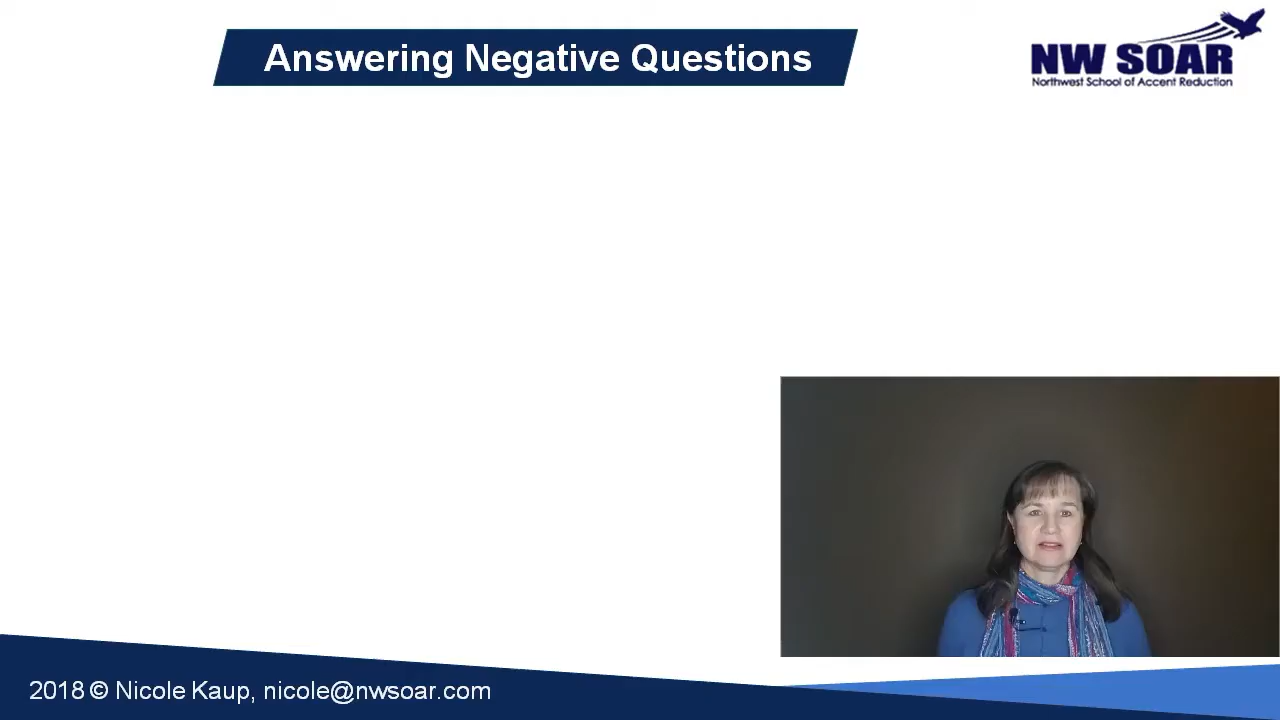 Answering Negative Questions
NW SOAR
Northwest School of Accent Reduction
2018 © Nicole Kaup, nicole@nwsoar.com